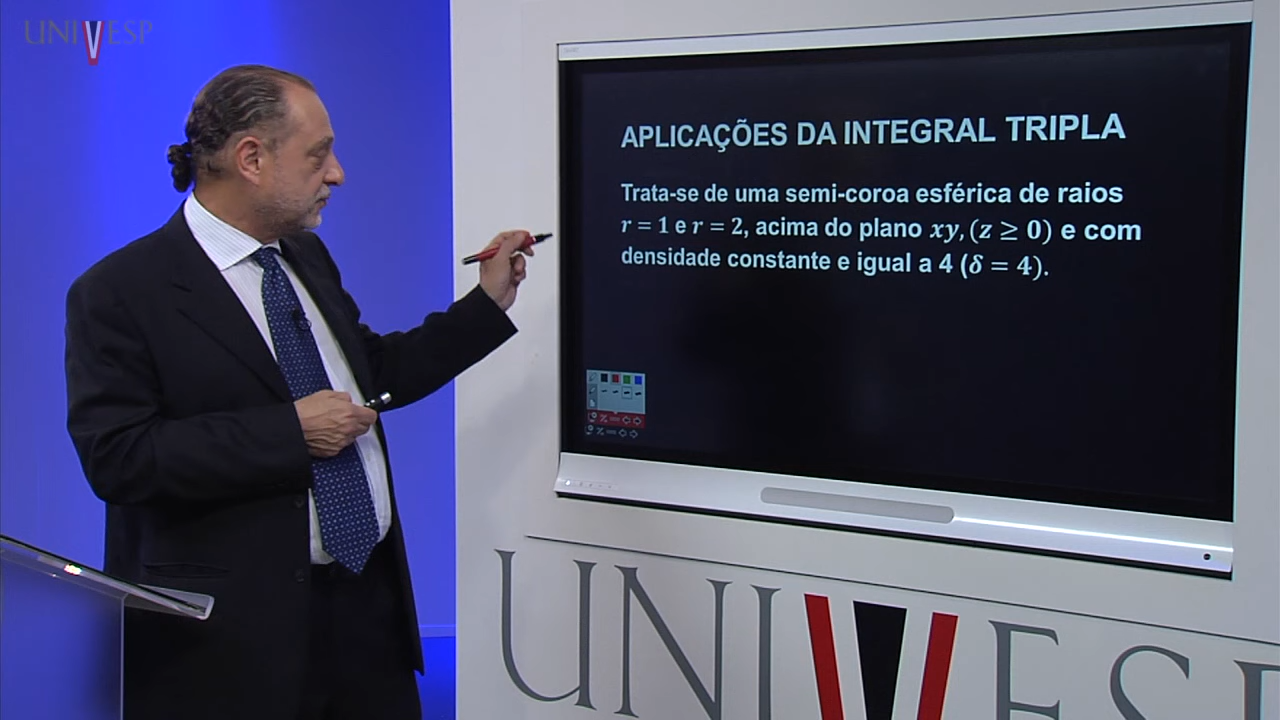 UNIVESP
APLICAÇÕES DA INTEGRAL TRIPLA
Trata-se de uma semi-coroa esférica de raios
r = 1 e r = 2, acima do plano xy, (z ≥ 0) e com
densidade constante e igual a 4 (δ = 4).
UNIVESP